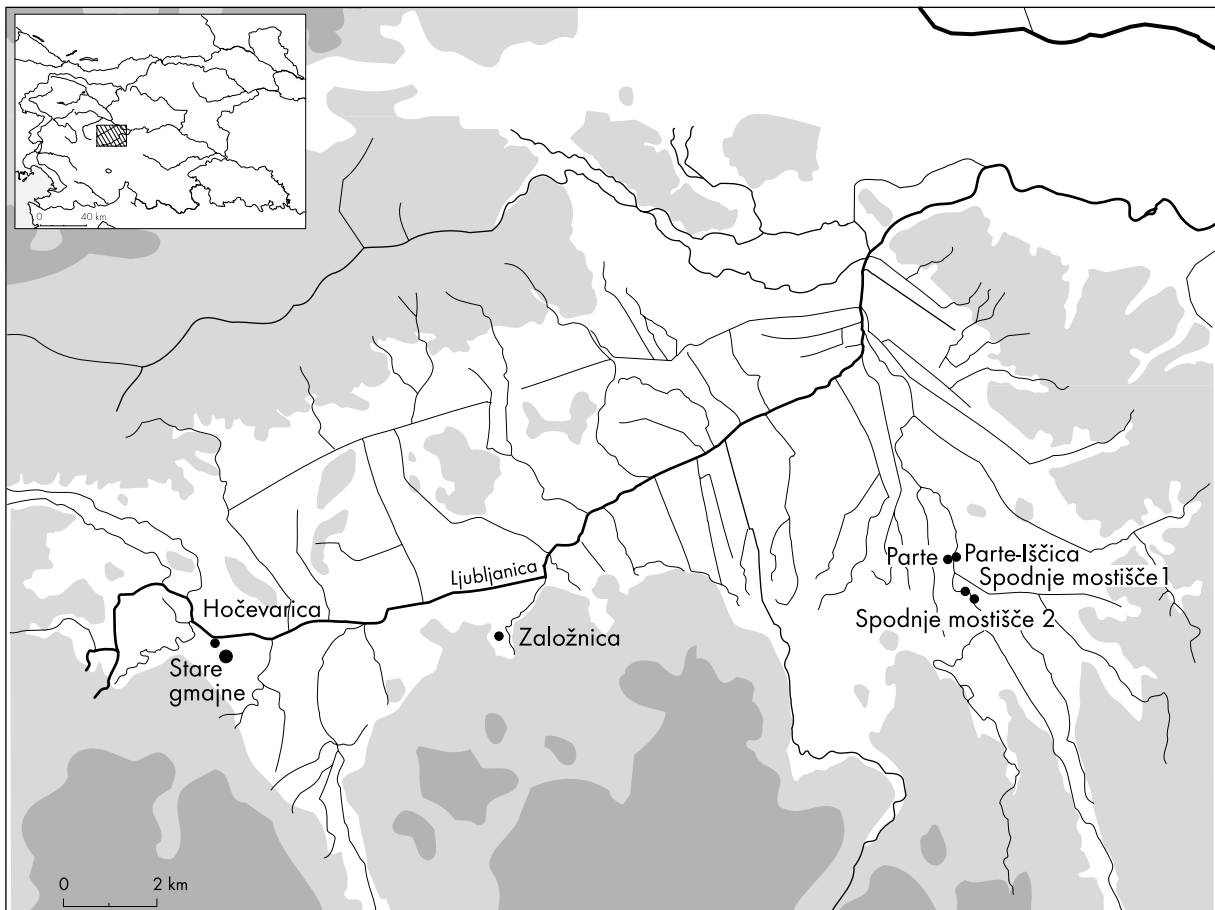 0 40 km
Ljubljanica
Hočevarica
Stare
gmajne
Založnica
Parte
Parte-Iščica
Spodnje mostišče 1
Spodnje mostišče 2
0 2 km